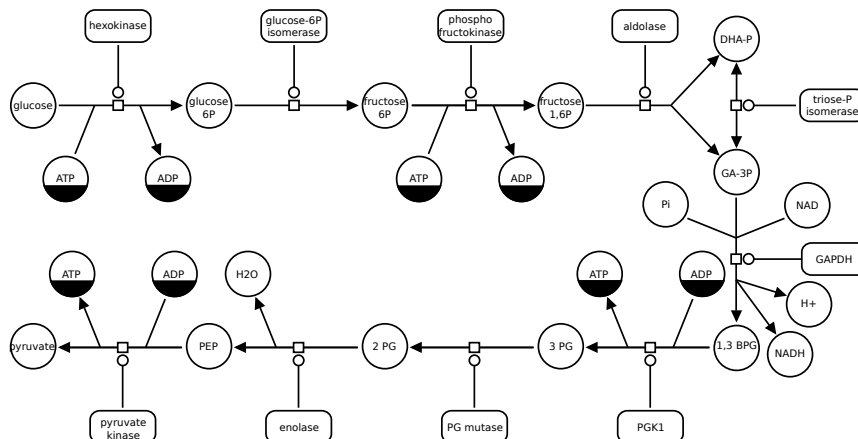 hexokinase
glucose-6P
isomerase
phospho
fructokinase
aldolase
DHA-P
glucose
glucose
6P
fructose
6P
fructose
1,6P
triose-P
isomerase
ATP
ADP
ATP
ADP
GA-3P
Pi
NAD
GAPDH
ATP
ADP
H2O
ATP
ADP
H+
pyruvate
PEP
2 PG
3 PG
1,3 BPG
NADH
pyruvate
kinase
enolase
PG mutase
PGK1